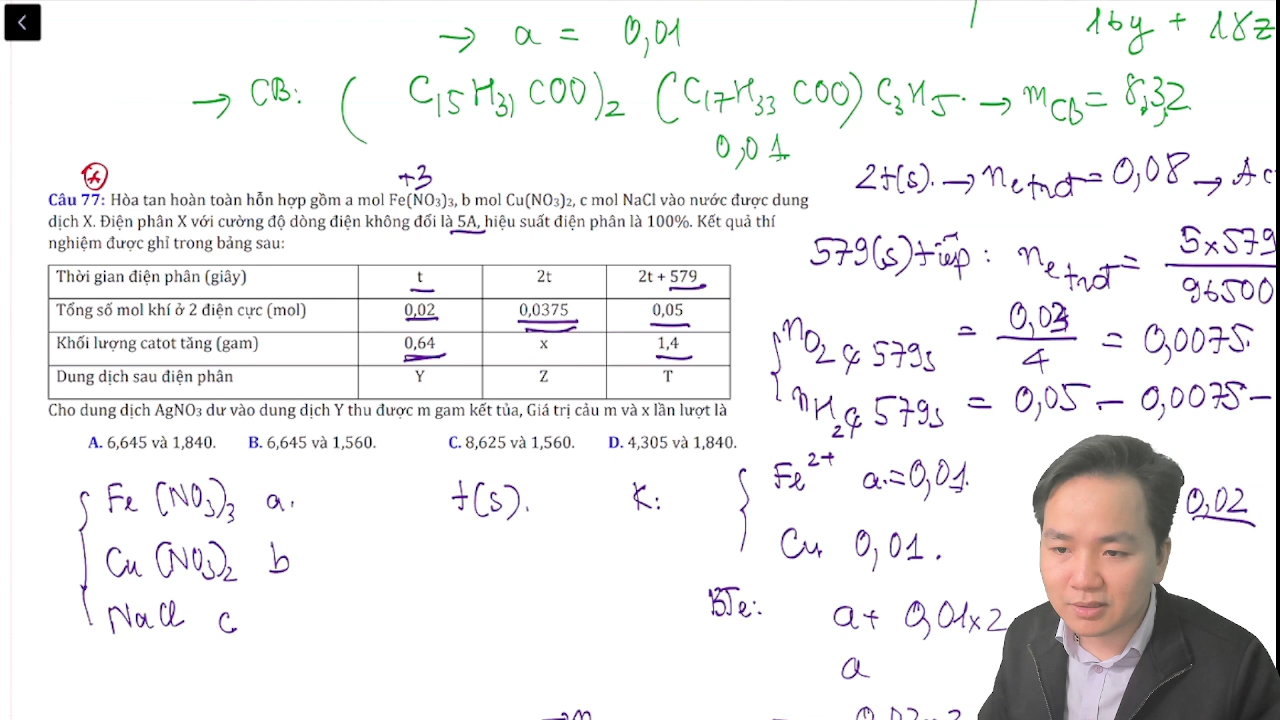 → a = 0,01
16y + 18z
→ CB: (C15H31COO)2 (C17H33COO) C3H5. → mCB = 8,32
0,01
(*)
+3
Câu 77: Hòa tan hoàn toàn hỗn hợp gồm a mol Fe(NO3)3, b mol Cu(NO3)2, c mol NaCl vào nước được dung
dịch X. Điện phân X với cường độ dòng điện không đổi là 5A, hiệu suất điện phân là 100%. Kết quả thí
nghiệm được ghi trong bảng sau:
Thời gian điện phân (giây) t 2t 2t + 579
Tổng số mol khí ở 2 điện cực (mol) 0,02 0,0375 0,05
Khối lượng catot tăng (gam) 0,64 x 1,4
Dung dịch sau điện phân Y Z T
Cho dung dịch AgNO3 dư vào dung dịch Y thu được m gam kết tủa, Giá trị cảu m và x lần lượt là
A. 6,645 và 1,840. B. 6,645 và 1,560. C. 8,625 và 1,560. D. 4,305 và 1,840.
2t(s). → ne trđ = 0,08 →
579(s) tiếp : ne trđ = 5x579
96500
nO2 ở 579s = 0,03 / 4 = 0,0075.
nH2 ở 579s = 0,05 - 0,0075 -
Fe(NO3)3 a.
Cu(NO3)2 b
NaCl c
t(s). K:
Fe2+ a = 0,01.
Cu 0,01.
0,02
BTe: a + 0,01x2
a